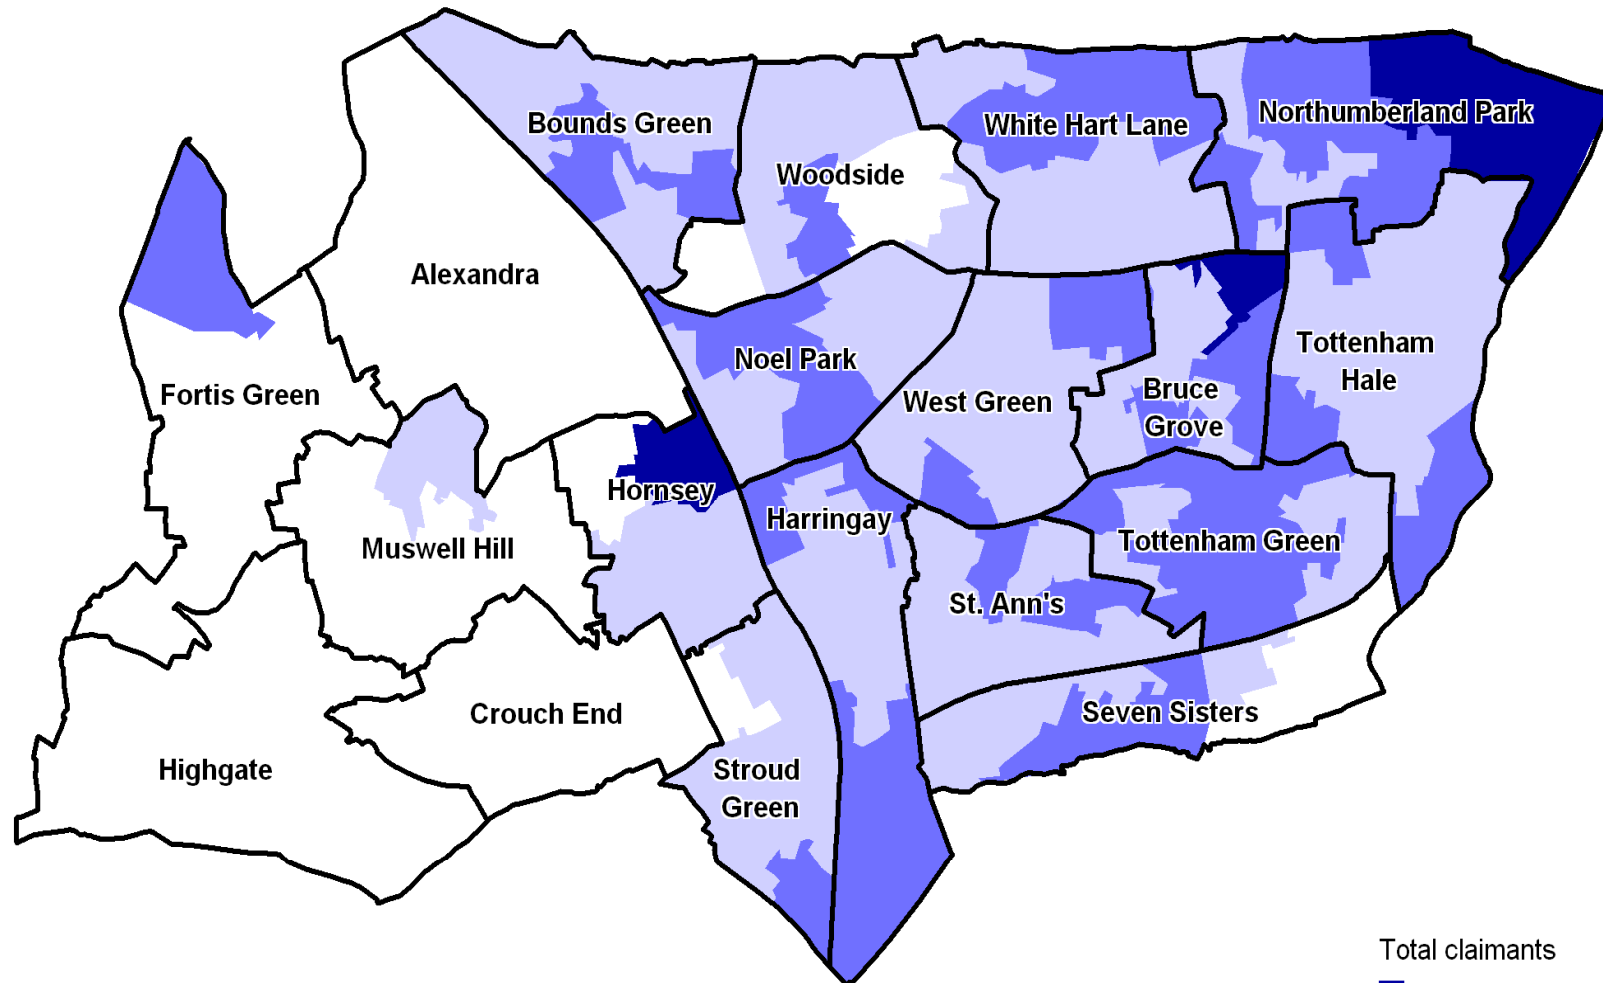 Bounds Green
White Hart Lane
Northumberland Park
Woodside
Alexandra
Noel Park
Tottenham
Hale
Fortis Green
West Green
Bruce
Grove
Hornsey
Harringay
Muswell Hill
Tottenham Green
St. Ann's
Crouch End
Seven Sisters
Highgate
Stroud
Green
Total claimants